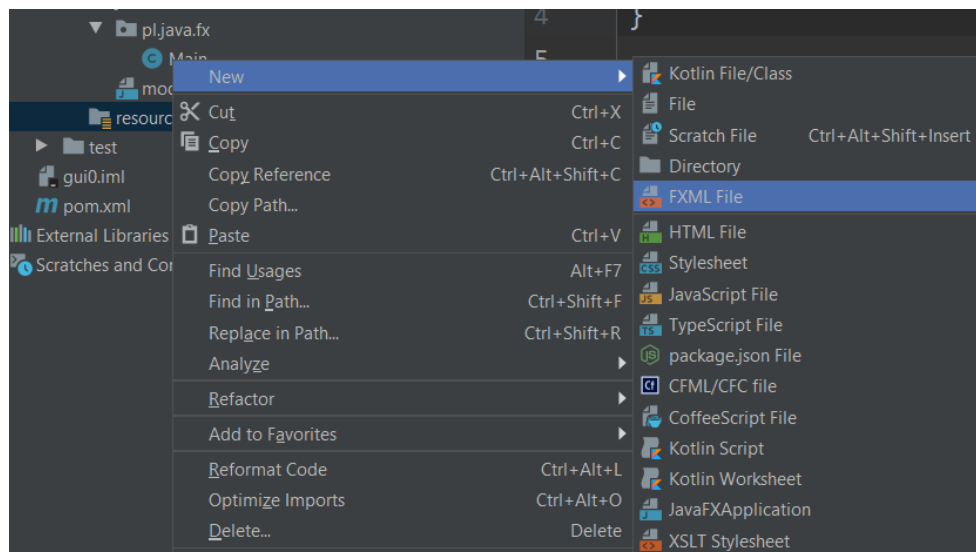 pl.java.fx
4 }
Main
5
New
mod
resourc
Cut Ctrl+X
test
Copy Ctrl+C
gui0.iml
Copy Reference Ctrl+Alt+Shift+C
pom.xml
Copy Path...
External Libraries
Paste Ctrl+V
Scratches and Cor
Find Usages Alt+F7
Find in Path... Ctrl+Shift+F
Replace in Path... Ctrl+Shift+R
Analyze
Refactor
Add to Favorites
Reformat Code Ctrl+Alt+L
Optimize Imports Ctrl+Alt+O
Delete... Delete
Kotlin File/Class
File
Scratch File Ctrl+Alt+Shift+Insert
Directory
FXML File
HTML File
Stylesheet
JavaScript File
TypeScript File
package.json File
CFML/CFC file
CoffeeScript File
Kotlin Script
Kotlin Worksheet
JavaFXApplication
XSLT Stylesheet